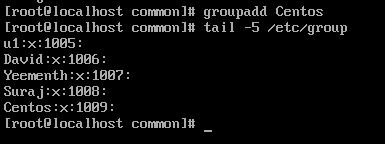 [root@localhost common]# groupadd Centos
[root@localhost common]# tail -5 /etc/group
u1:x:1005:
David:x:1006:
Yeementh:x:1007:
Suraj:x:1008:
Centos:x:1009:
[root@localhost common]# _